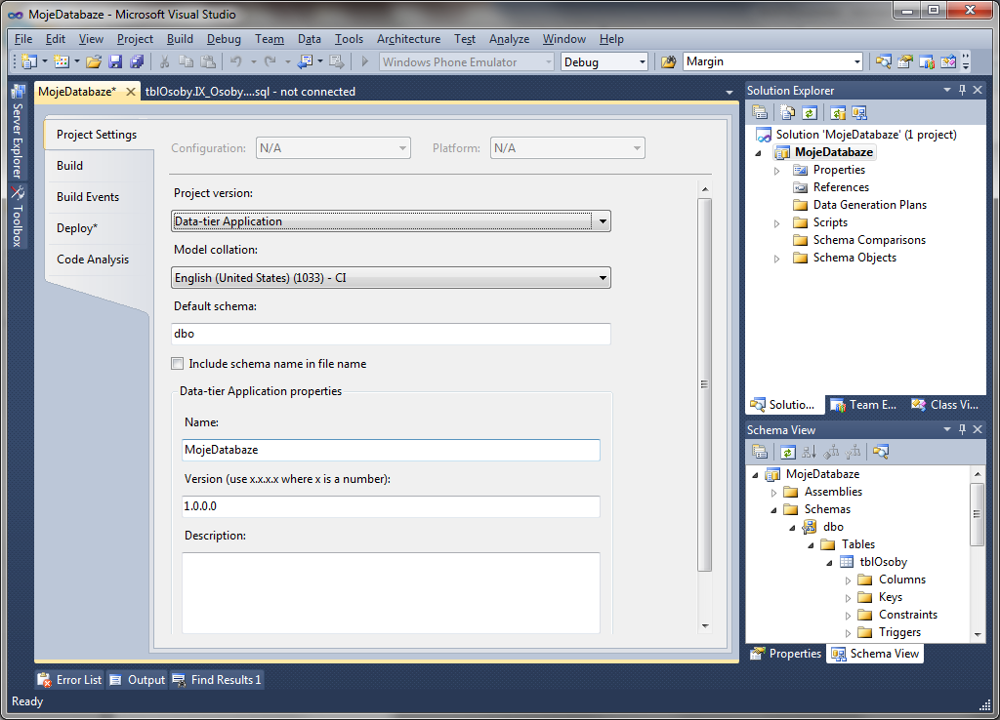 MojeDatabaze - Microsoft Visual Studio
File Edit View Project Build Debug Team Data Tools Architecture Test Analyze Window Help
Windows Phone Emulator Debug Margin
Server Explorer
Toolbox
MojeDatabaze* tblOsoby.IX_Osoby....sql - not connected
Project Settings
Build
Build Events
Deploy*
Code Analysis
Configuration: N/A Platform: N/A
Project version:
Data-tier Application
Model collation:
English (United States) (1033) - CI
Default schema:
dbo
Include schema name in file name
Data-tier Application properties
Name:
MojeDatabaze
Version (use x.x.x.x where x is a number):
1.0.0.0
Description:
Solution Explorer
Solution 'MojeDatabaze' (1 project)
MojeDatabaze
Properties
References
Data Generation Plans
Scripts
Schema Comparisons
Schema Objects
Solutio... Team E... Class Vi...
Schema View
MojeDatabaze
Assemblies
Schemas
dbo
Tables
tblOsoby
Columns
Keys
Constraints
Triggers
Properties Schema View
Error List Output Find Results 1
Ready